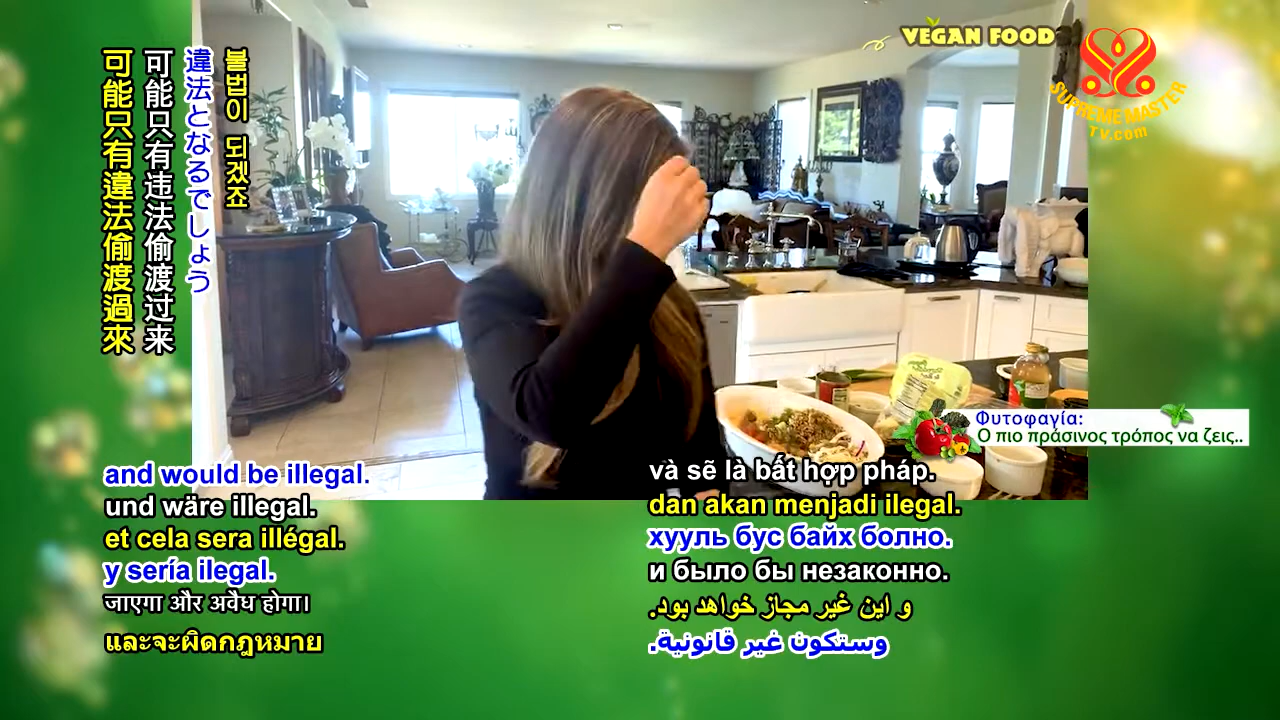 VEGAN FOOD
SUPREME MASTER
TV.com
불법이 되겠죠
違法となるでしょう
可能只有违法偷渡过来
可能只有違法偷渡過來
Φυτοφαγία:
Ο πιο πράσινος τρόπος να ζεις..
and would be illegal.
und wäre illegal.
et cela sera illégal.
y sería ilegal.
जाएगा और अवैध होगा।
และจะผิดกฎหมาย
và sẽ là bất hợp pháp.
dan akan menjadi ilegal.
хууль бус байх болно.
и было бы незаконно.
و این غیر مجاز خواهد بود.
وستكون غير قانونية.